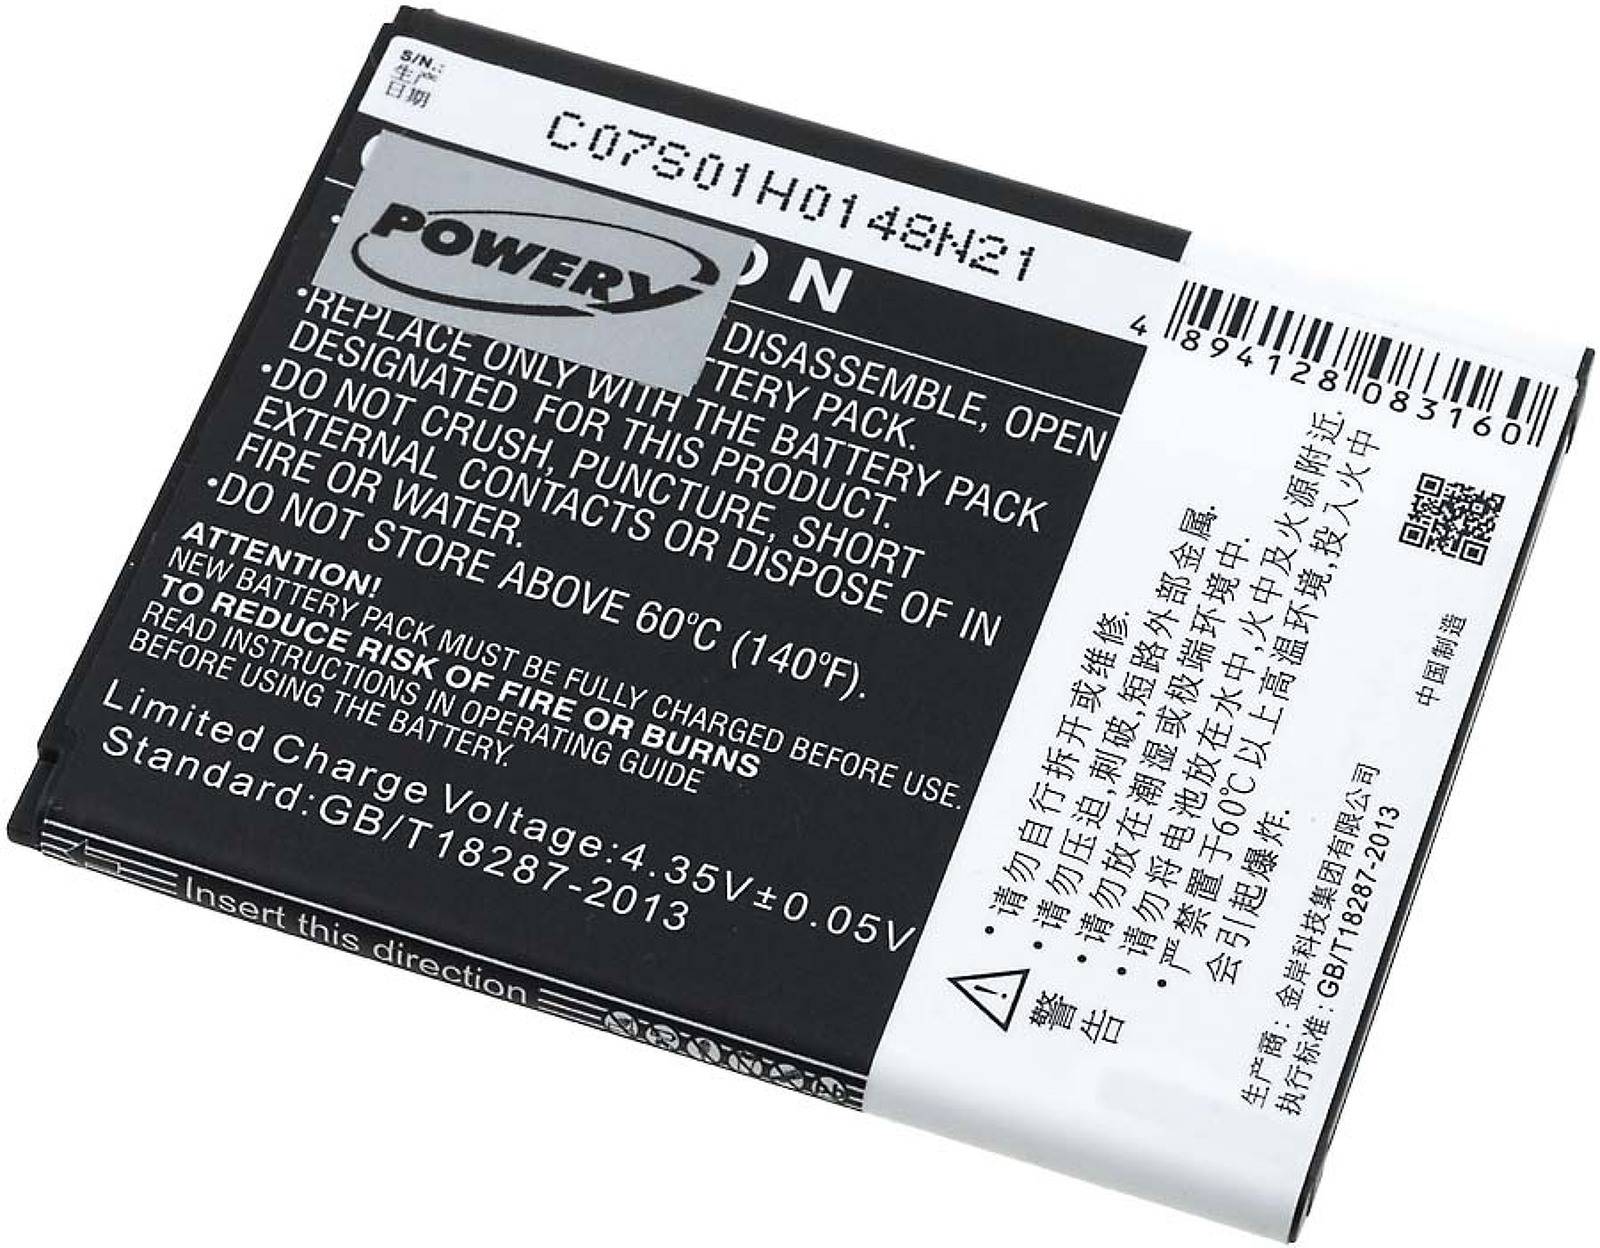 S/N.:
生产
日期
C07S01H0148N21
POWERY
ON
DISASSEMBLE, OPEN
TERY PACK.
•REPLACE ONLY WITH THE BATTERY PACK
DESIGNATED FOR THIS PRODUCT.
•DO NOT CRUSH, PUNCTURE, SHORT
EXTERNAL CONTACTS OR DISPOSE OF IN
FIRE OR WATER.
•DO NOT STORE ABOVE 60°C (140°F).
ATTENTION!
NEW BATTERY PACK MUST BE FULLY CHARGED BEFORE USE.
TO REDUCE RISK OF FIRE OR BURNS
READ INSTRUCTIONS IN OPERATING GUIDE
BEFORE USING THE BATTERY.
Limited Charge Voltage:4.35V±0.05V
Standard:GB/T18287-2013
Insert this direction
4 894128 083160
警告
•请勿自行拆开或维修.
•请勿压迫,刺破,短路外部金属.
•请勿放在潮湿或极端环境中.
•请勿将电池放在水中,火中及火源附近.
•严禁置于60℃以上高温环境,投入火中
会引起爆炸.
中国制造
生产商: 金岸科技集团有限公司
执行标准: GB/T18287-2013